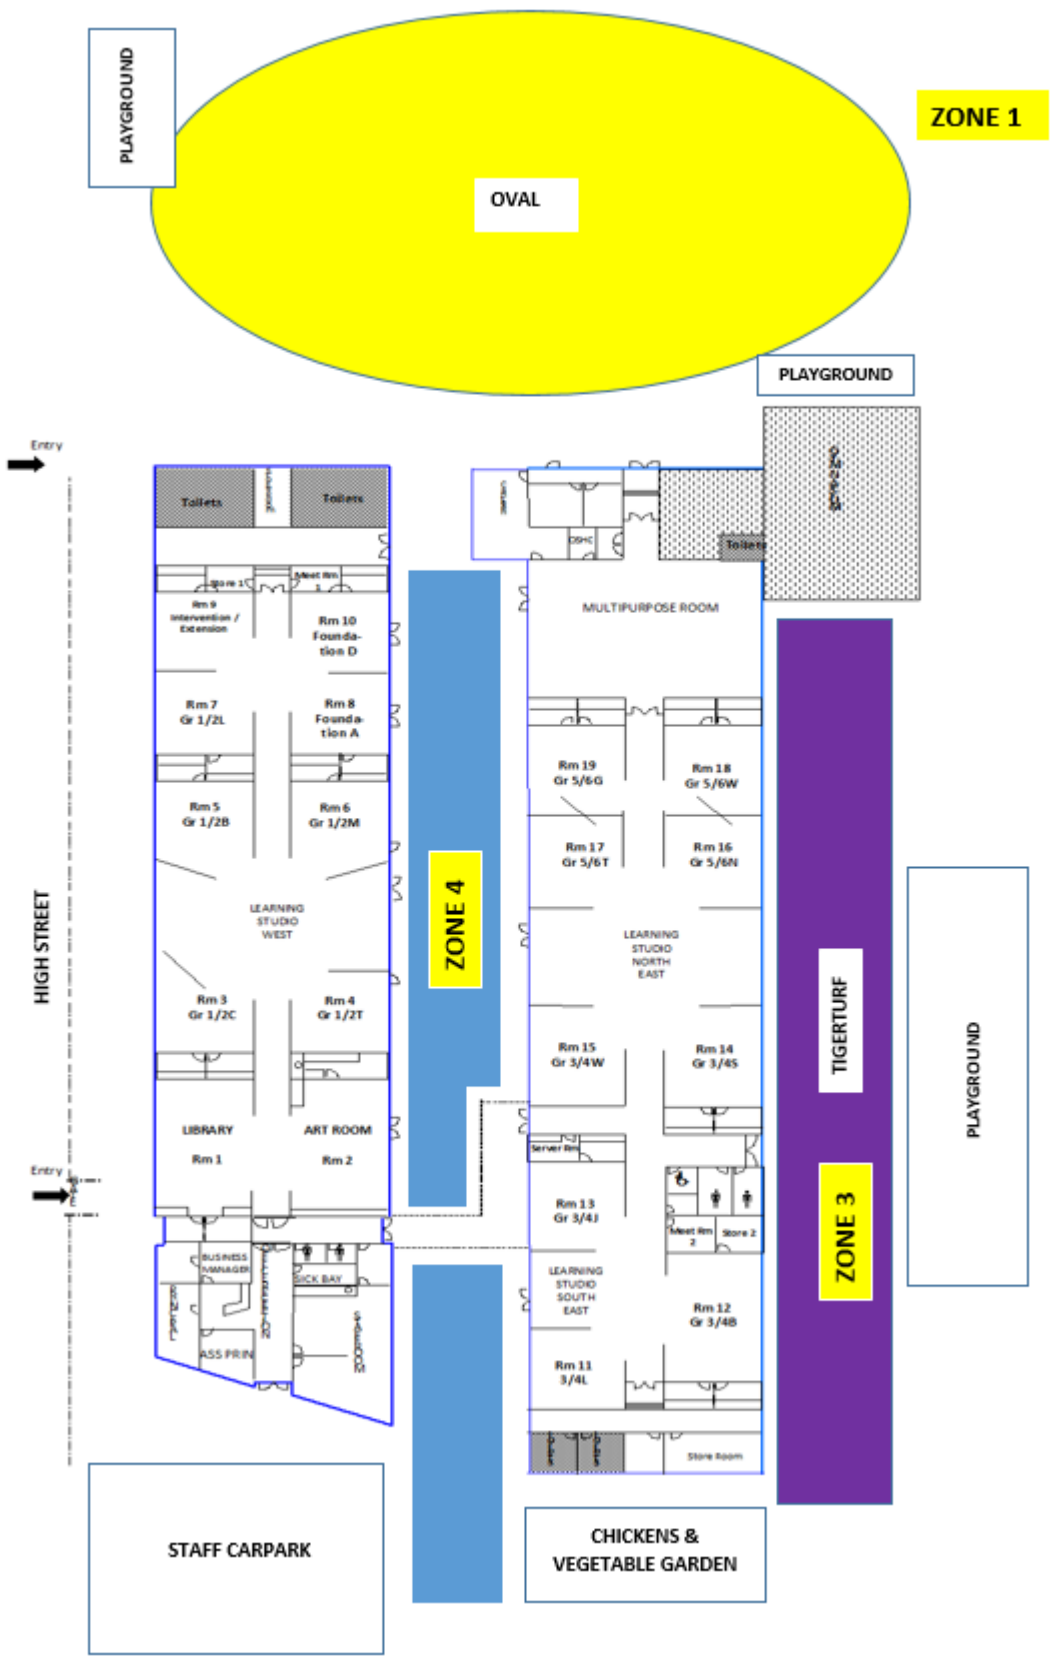 PLAYGROUND
ZONE 1
OVAL
PLAYGROUND
Entry
Toilets
Toilets
OSHC
Toilets
Store 1
Meet Rm
1
MULTIPURPOSE ROOM
Rm 9
Intervention /
Extension
Rm 10
Founda-
tion D
Rm 7
Gr 1/2L
Rm 8
Founda-
tion A
Rm 19
Gr 5/6G
Rm 18
Gr 5/6W
Rm 5
Gr 1/2B
Rm 6
Gr 1/2M
Rm 17
Gr 5/6T
Rm 16
Gr 5/6N
HIGH STREET
LEARNING
STUDIO
WEST
ZONE 4
LEARNING
STUDIO
NORTH
EAST
TIGERTURF
PLAYGROUND
Rm 3
Gr 1/2C
Rm 4
Gr 1/2T
Rm 15
Gr 3/4W
Rm 14
Gr 3/4S
LIBRARY
Rm 1
ART ROOM
Rm 2
Server Rm
Entry
Rm 13
Gr 3/4J
Meet Rm
2
Store 2
ZONE 3
BUSINESS
MANAGER
SICK BAY
LEARNING
STUDIO
SOUTH
EAST
Rm 12
Gr 3/4B
ASS PRIN
Rm 11
3/4L
Store Room
STAFF CARPARK
CHICKENS &
VEGETABLE GARDEN